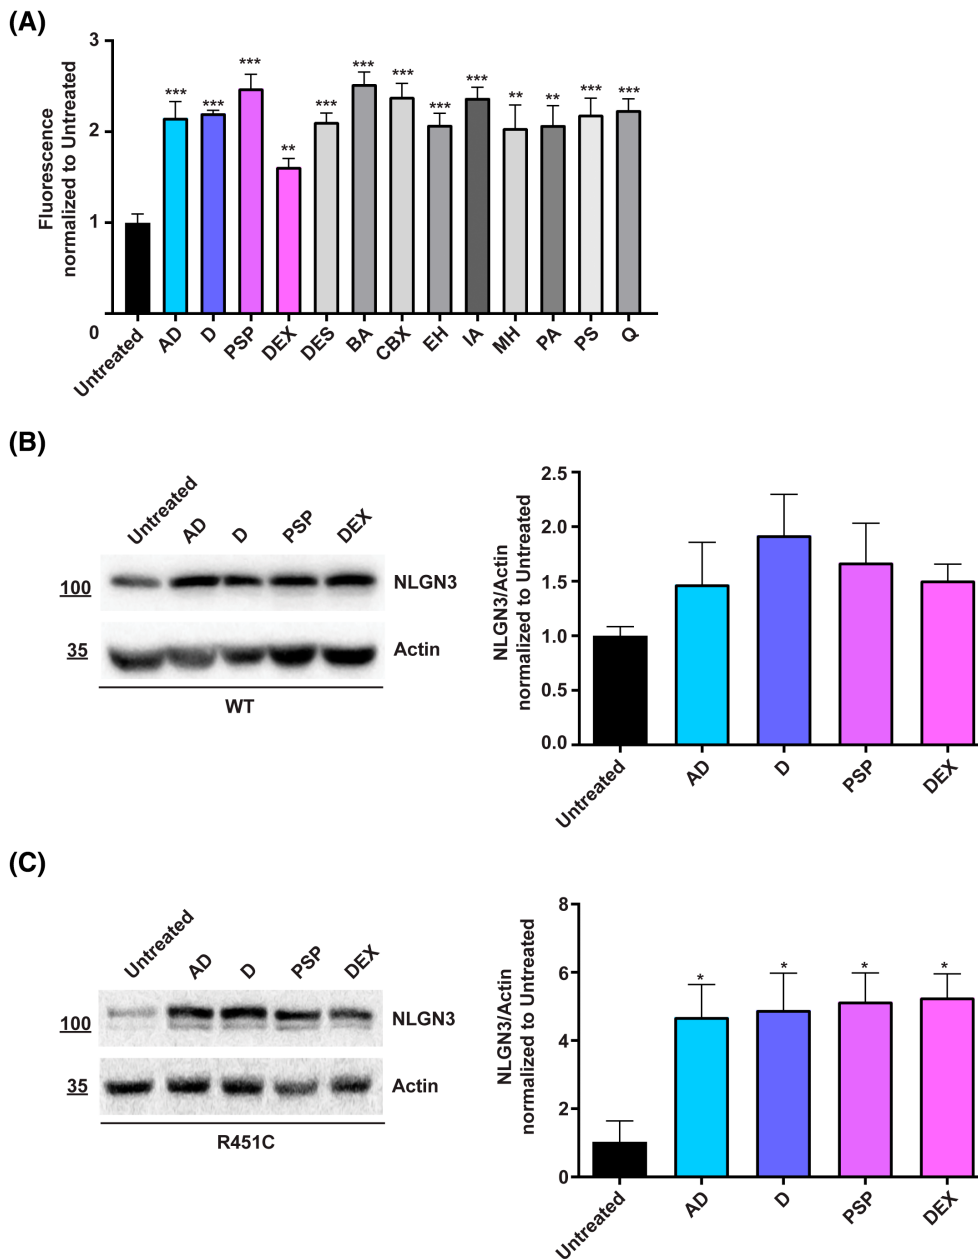 (A)
Fluorescence
normalized to Untreated
3
2
1
0
*** *** *** ** *** *** *** *** *** ** ** *** ***
Untreated AD D PSP DEX DES BA CBX EH IA MH PA PS Q
(B)
Untreated AD D PSP DEX
100 NLGN3
35 Actin
WT
NLGN3/Actin
normalized to Untreated
2.5
2.0
1.5
1.0
0.5
0.0
Untreated AD D PSP DEX
(C)
Untreated AD D PSP DEX
100 NLGN3
35 Actin
R451C
NLGN3/Actin
normalized to Untreated
8
6
4
2
0
* * * *
Untreated AD D PSP DEX